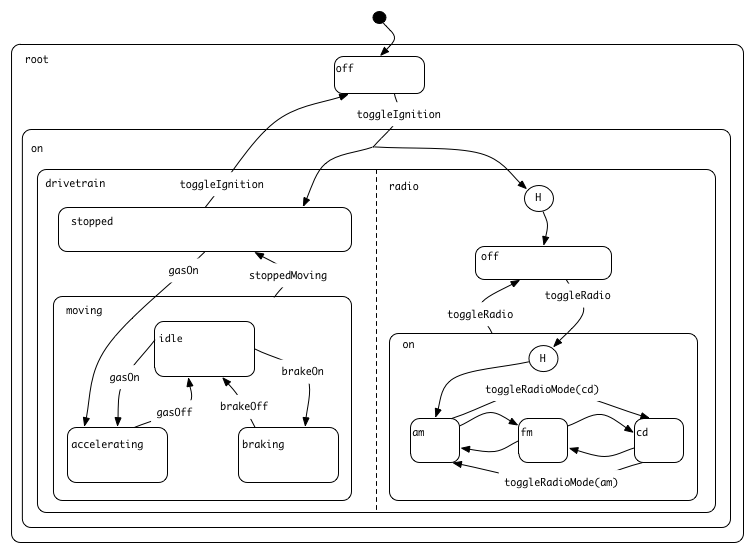 root
off
toggleIgnition
on
drivetrain
toggleIgnition
radio
H
stopped
off
gasOn
stoppedMoving
toggleRadio
moving
toggleRadio
idle
on
H
gasOn
brakeOn
toggleRadioMode(cd)
gasOff
brakeOff
am
fm
cd
accelerating
braking
toggleRadioMode(am)